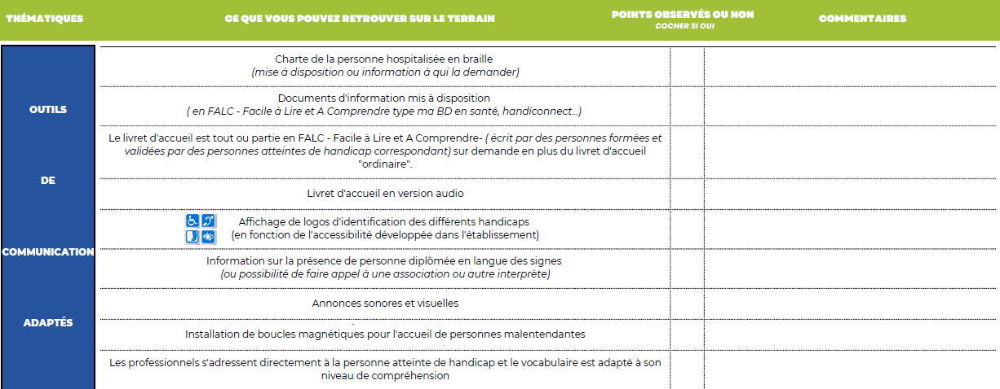 THÉMATIQUES
CE QUE VOUS POUVEZ RETROUVER SUR LE TERRAIN
POINTS OBSERVÉS OU NON
COCHER SI OUI
COMMENTAIRES
OUTILS
DE
COMMUNICATION
ADAPTÉS
Charte de la personne hospitalisée en braille
(mise à disposition ou information à qui la demander)
Documents d'information mis à disposition
( en FALC - Facile à Lire et A Comprendre type ma BD en santé, handiconnect...)
Le livret d'accueil est tout ou partie en FALC - Facile à Lire et A Comprendre- ( écrit par des personnes formées et
validées par des personnes atteintes de handicap correspondant) sur demande en plus du livret d'accueil
"ordinaire".
Livret d'accueil en version audio
Affichage de logos d'identification des différents handicaps
(en fonction de l'accessibilité développée dans l'établissement)
Information sur la présence de personne diplômée en langue des signes
(ou possibilité de faire appel à une association ou autre interprète)
Annonces sonores et visuelles
Installation de boucles magnétiques pour l'accueil de personnes malentendantes
Les professionnels s'adressent directement à la personne atteinte de handicap et le vocabulaire est adapté à son
niveau de compréhension